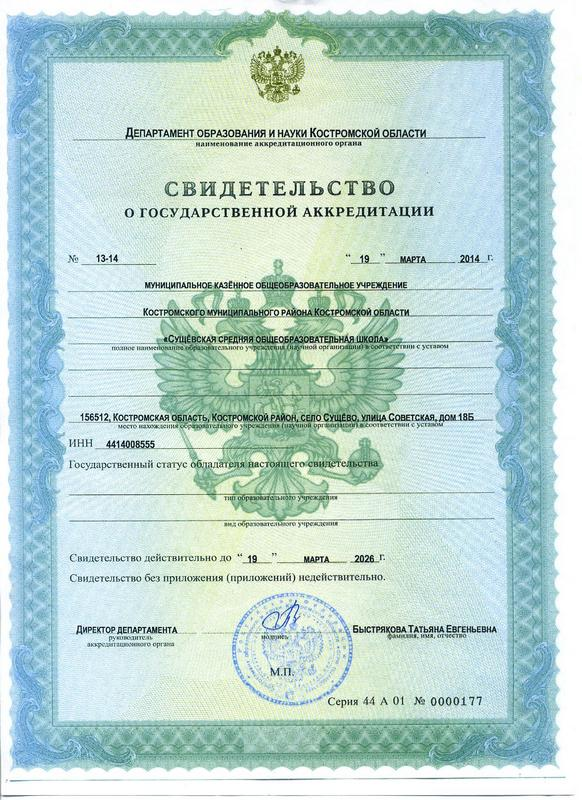 Департамент образования и науки Костромской области
наименование аккредитационного органа
СВИДЕТЕЛЬСТВО
О ГОСУДАРСТВЕННОЙ АККРЕДИТАЦИИ
№ 13-14 “ 19 ” марта 2014 г.
муниципальное казённое общеобразовательное учреждение
Костромского муниципального района Костромской области
«Сущёвская средняя общеобразовательная школа»
полное наименование образовательного учреждения (научной организации) в соответствии с уставом
156512, Костромская область, Костромской район, село Сущёво, улица Советская, дом 18Б
место нахождения образовательного учреждения (научной организации) в соответствии с уставом
ИНН 4414008555
Государственный статус обладателя настоящего свидетельства
тип образовательного учреждения
вид образовательного учреждения
Свидетельство действительно до “ 19 ” марта 2026 г.
Свидетельство без приложения (приложений) недействительно.
Директор департамента Быстрякова Татьяна Евгеньевна
руководитель подпись фамилия, имя, отчество
аккредитационного органа
М.П.
Серия 44 А 01 № 0000177